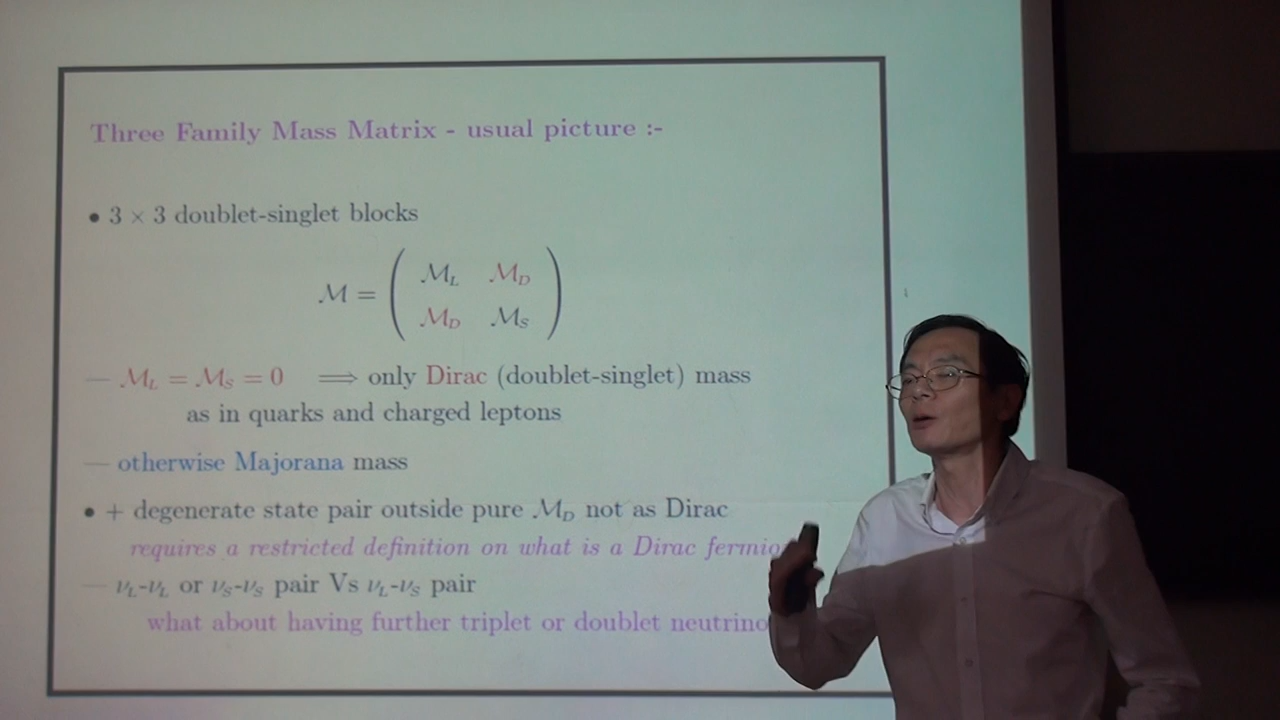 Three Family Mass Matrix - usual picture :-
• 3 × 3 doublet-singlet blocks
ℳ = ( ℳ_L ℳ_D
ℳ_D ℳ_S )
— ℳ_L = ℳ_S = 0 ⟹ only Dirac (doublet-singlet) mass
as in quarks and charged leptons
— otherwise Majorana mass
• + degenerate state pair outside pure ℳ_D not as Dirac
requires a restricted definition on what is a Dirac fermio
— ν_L-ν_L or ν_S-ν_S pair Vs ν_L-ν_S pair
what about having further triplet or doublet neutrino